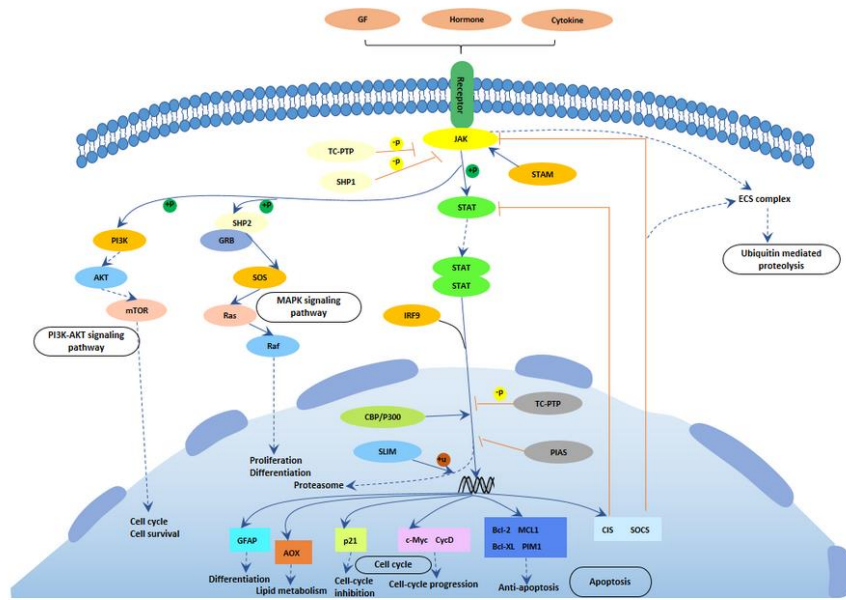 GF
Hormone
Cytokine
Receptor
JAK
TC-PTP
-P
-P
SHP1
+P
STAM
ECS complex
+P
+P
SHP2
GRB
STAT
PI3K
Ubiquitin mediated
proteolysis
AKT
SOS
STAT
STAT
mTOR
Ras
MAPK signaling
pathway
IRF9
PI3K-AKT signaling
pathway
Raf
-P
TC-PTP
CBP/P300
SLIM
+u
PIAS
Proliferation
Differentiation
Proteasome
Cell cycle
Cell survival
GFAP
AOX
p21
c-Myc CycD
Bcl-2 MCL1
Bcl-XL PIM1
CIS SOCS
Cell cycle
Differentiation
Lipid metabolism
Cell-cycle
inhibition
Cell-cycle progression
Anti-apoptosis
Apoptosis